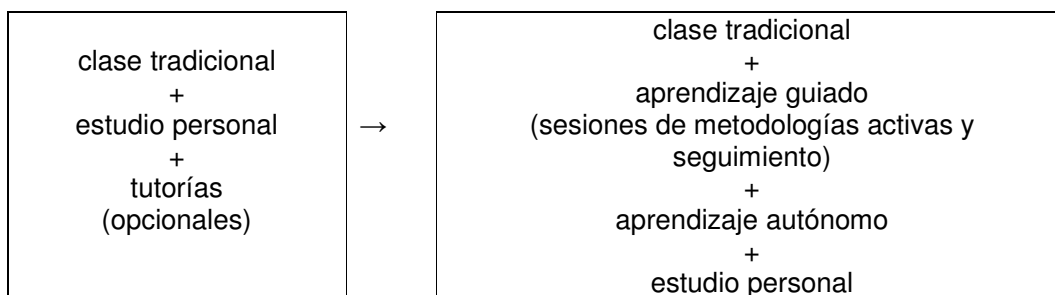 clase tradicional
+
estudio personal
+
tutorías
(opcionales)
→
clase tradicional
+
aprendizaje guiado
(sesiones de metodologías activas y
seguimiento)
+
aprendizaje autónomo
+
estudio personal